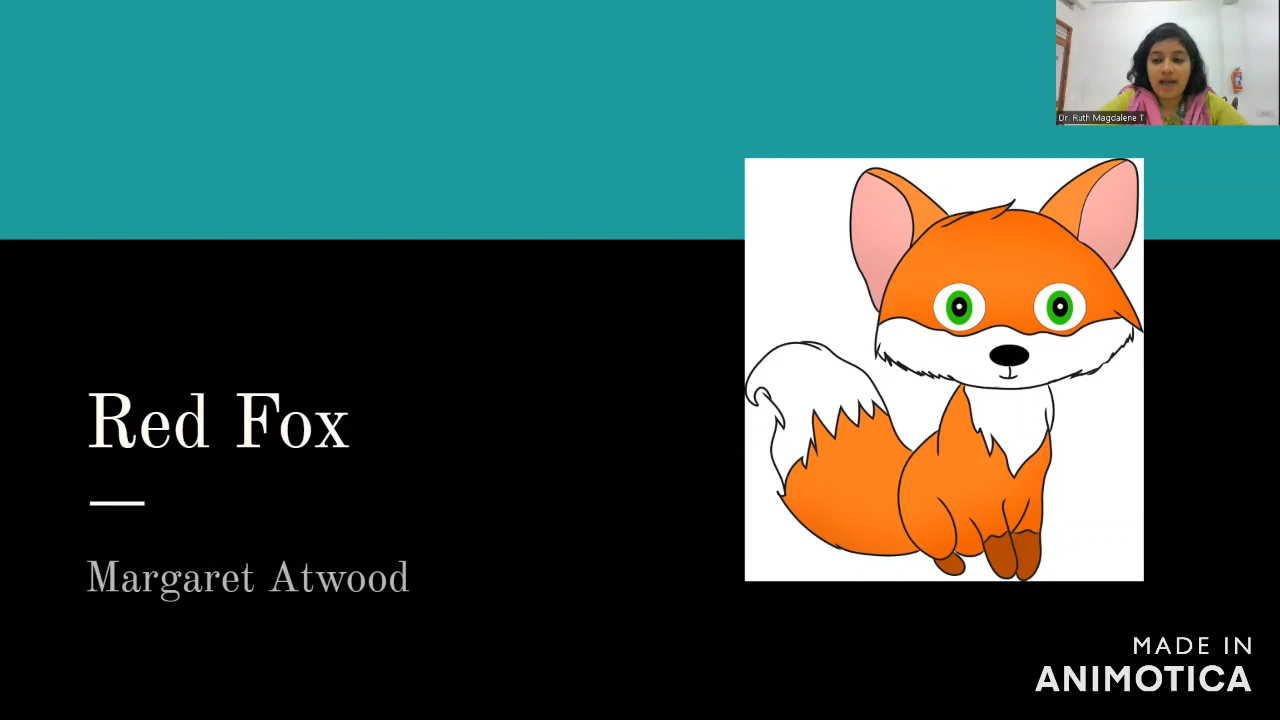 Dr. Ruth Magdalene T
Red Fox
Margaret Atwood
MADE IN
ANIMOTICA